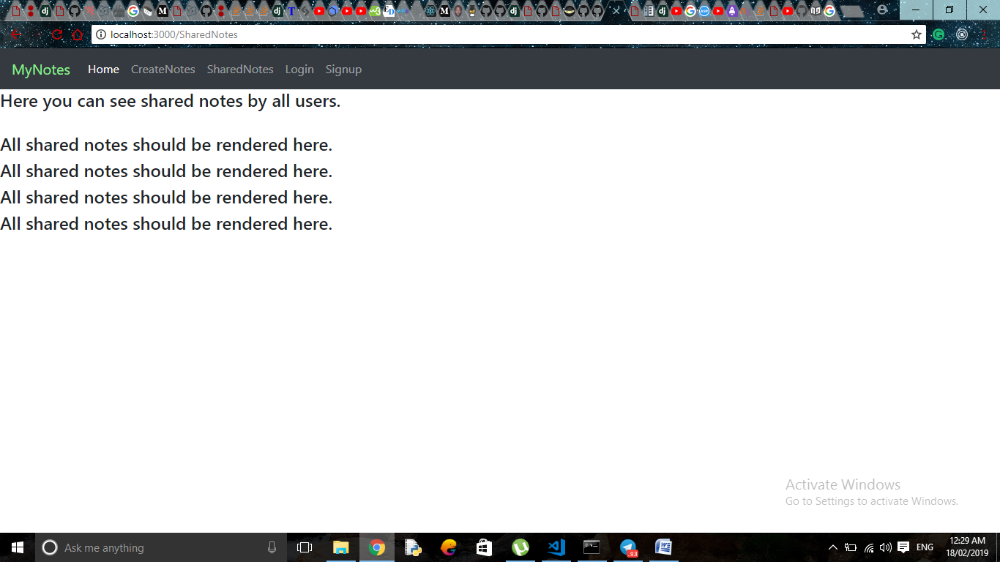 localhost:3000/SharedNotes
MyNotes Home CreateNotes SharedNotes Login Signup
Here you can see shared notes by all users.
All shared notes should be rendered here.
All shared notes should be rendered here.
All shared notes should be rendered here.
All shared notes should be rendered here.
Activate Windows
Go to Settings to activate Windows.
Ask me anything
93
ENG
12:29 AM
18/02/2019